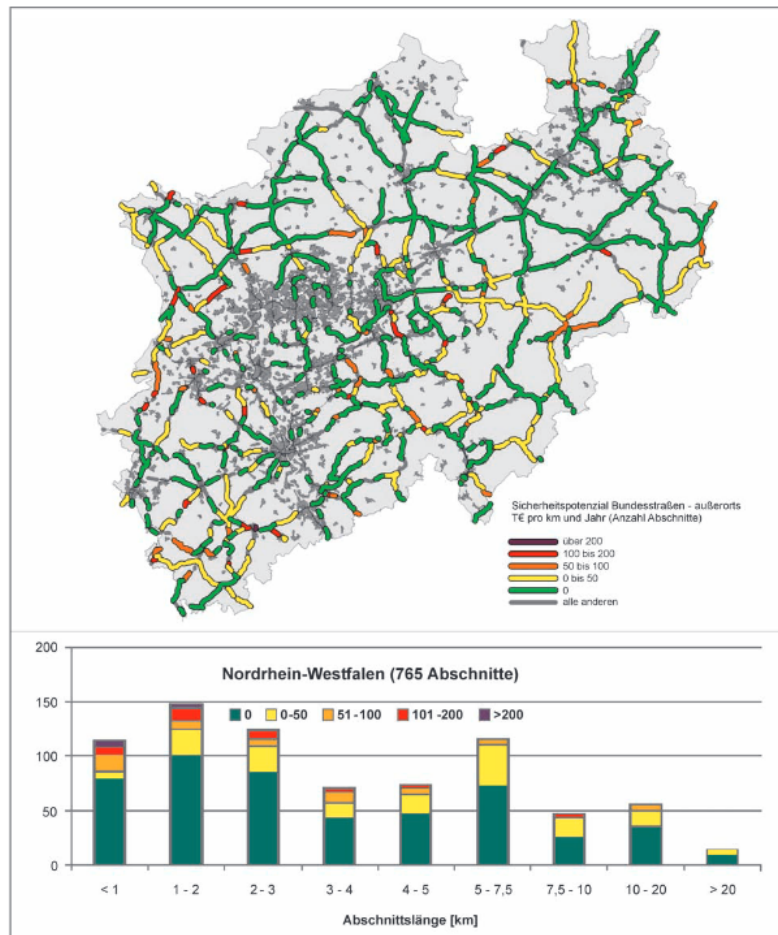 Sicherheitspotenzial Bundesstraßen - außerorts
T€ pro km und Jahr (Anzahl Abschnitte)
über 200
100 bis 200
50 bis 100
0 bis 50
0
alle anderen
200
Nordrhein-Westfalen (765 Abschnitte)
150
0 0-50 51-100 101-200 >200
100
50
0
< 1 1 - 2 2 - 3 3 - 4 4 - 5 5 - 7,5 7,5 - 10 10 - 20 > 20
Abschnittslänge [km]